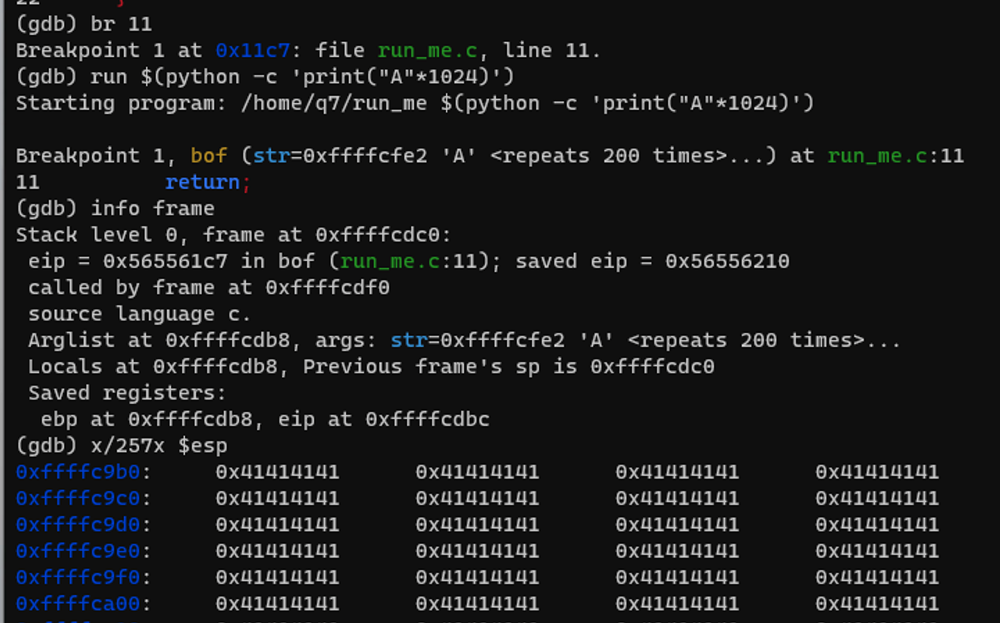 (gdb) br 11
Breakpoint 1 at 0x11c7: file run_me.c, line 11.
(gdb) run $(python -c 'print("A"*1024)')
Starting program: /home/q7/run_me $(python -c 'print("A"*1024)')
Breakpoint 1, bof (str=0xffffcfe2 'A' <repeats 200 times>...) at run_me.c:11
11 return;
(gdb) info frame
Stack level 0, frame at 0xffffcdc0:
eip = 0x565561c7 in bof (run_me.c:11); saved eip = 0x56556210
called by frame at 0xffffcdf0
source language c.
Arglist at 0xffffcdb8, args: str=0xffffcfe2 'A' <repeats 200 times>...
Locals at 0xffffcdb8, Previous frame's sp is 0xffffcdc0
Saved registers:
ebp at 0xffffcdb8, eip at 0xffffcdbc
(gdb) x/257x $esp
0xffffc9b0: 0x41414141 0x41414141 0x41414141 0x41414141
0xffffc9c0: 0x41414141 0x41414141 0x41414141 0x41414141
0xffffc9d0: 0x41414141 0x41414141 0x41414141 0x41414141
0xffffc9e0: 0x41414141 0x41414141 0x41414141 0x41414141
0xffffc9f0: 0x41414141 0x41414141 0x41414141 0x41414141
0xffffca00: 0x41414141 0x41414141 0x41414141 0x41414141